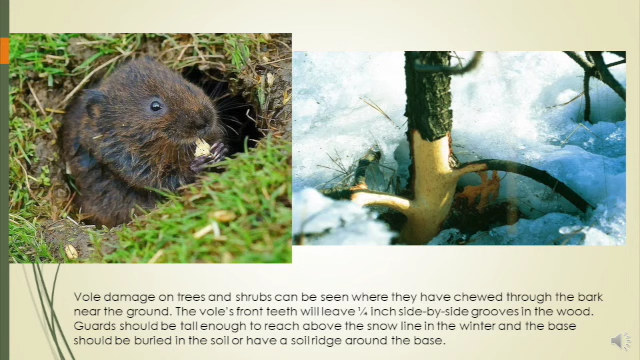 Vole damage on trees and shrubs can be seen where they have chewed through the bark
near the ground. The vole's front teeth will leave ¼ inch side-by-side grooves in the wood.
Guards should be tall enough to reach above the snow line in the winter and the base
should be buried in the soil or have a soil ridge around the base.